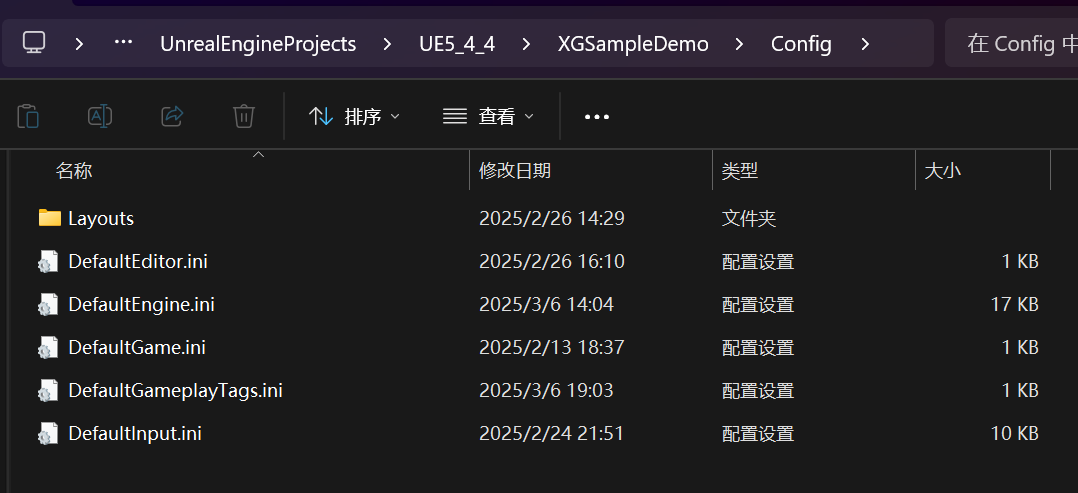 ··· UnrealEngineProjects UE5_4_4 XGSampleDemo Config 在 Config 中
排序 查看 ···
名称 修改日期 类型 大小
Layouts 2025/2/26 14:29 文件夹
DefaultEditor.ini 2025/2/26 16:10 配置设置 1 KB
DefaultEngine.ini 2025/3/6 14:04 配置设置 17 KB
DefaultGame.ini 2025/2/13 18:37 配置设置 1 KB
DefaultGameplayTags.ini 2025/3/6 19:03 配置设置 1 KB
DefaultInput.ini 2025/2/24 21:51 配置设置 10 KB